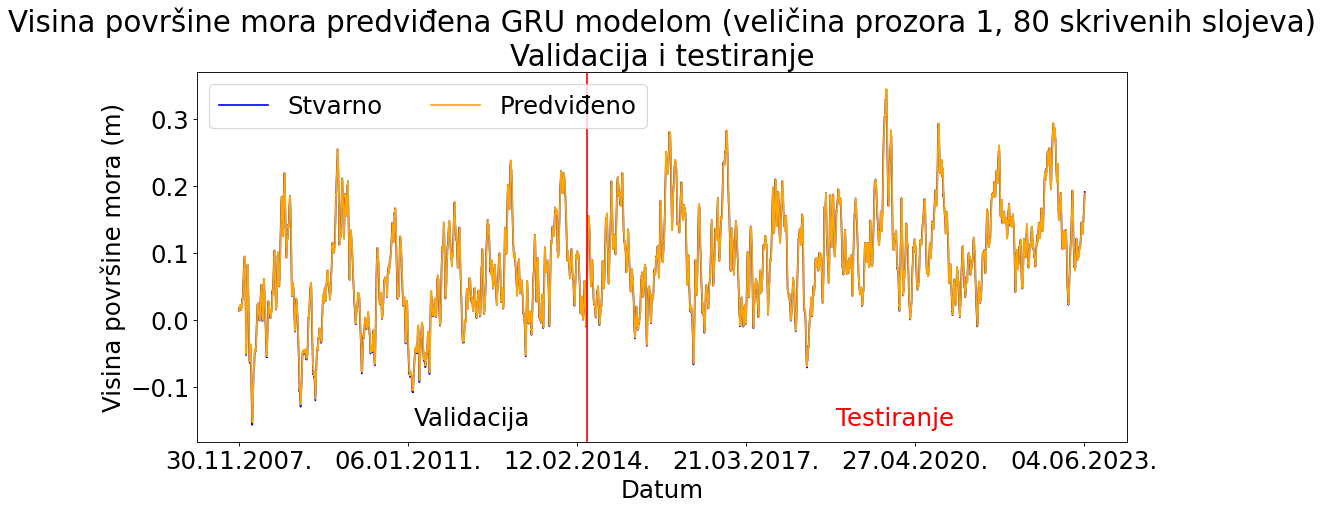 Visina površine mora predviđena GRU modelom (veličina prozora 1, 80 skrivenih slojeva)
Validacija i testiranje
Stvarno Predviđeno
Visina površine mora (m)
0.3
0.2
0.1
0.0
−0.1
Validacija Testiranje
30.11.2007. 06.01.2011. 12.02.2014. 21.03.2017. 27.04.2020. 04.06.2023.
Datum